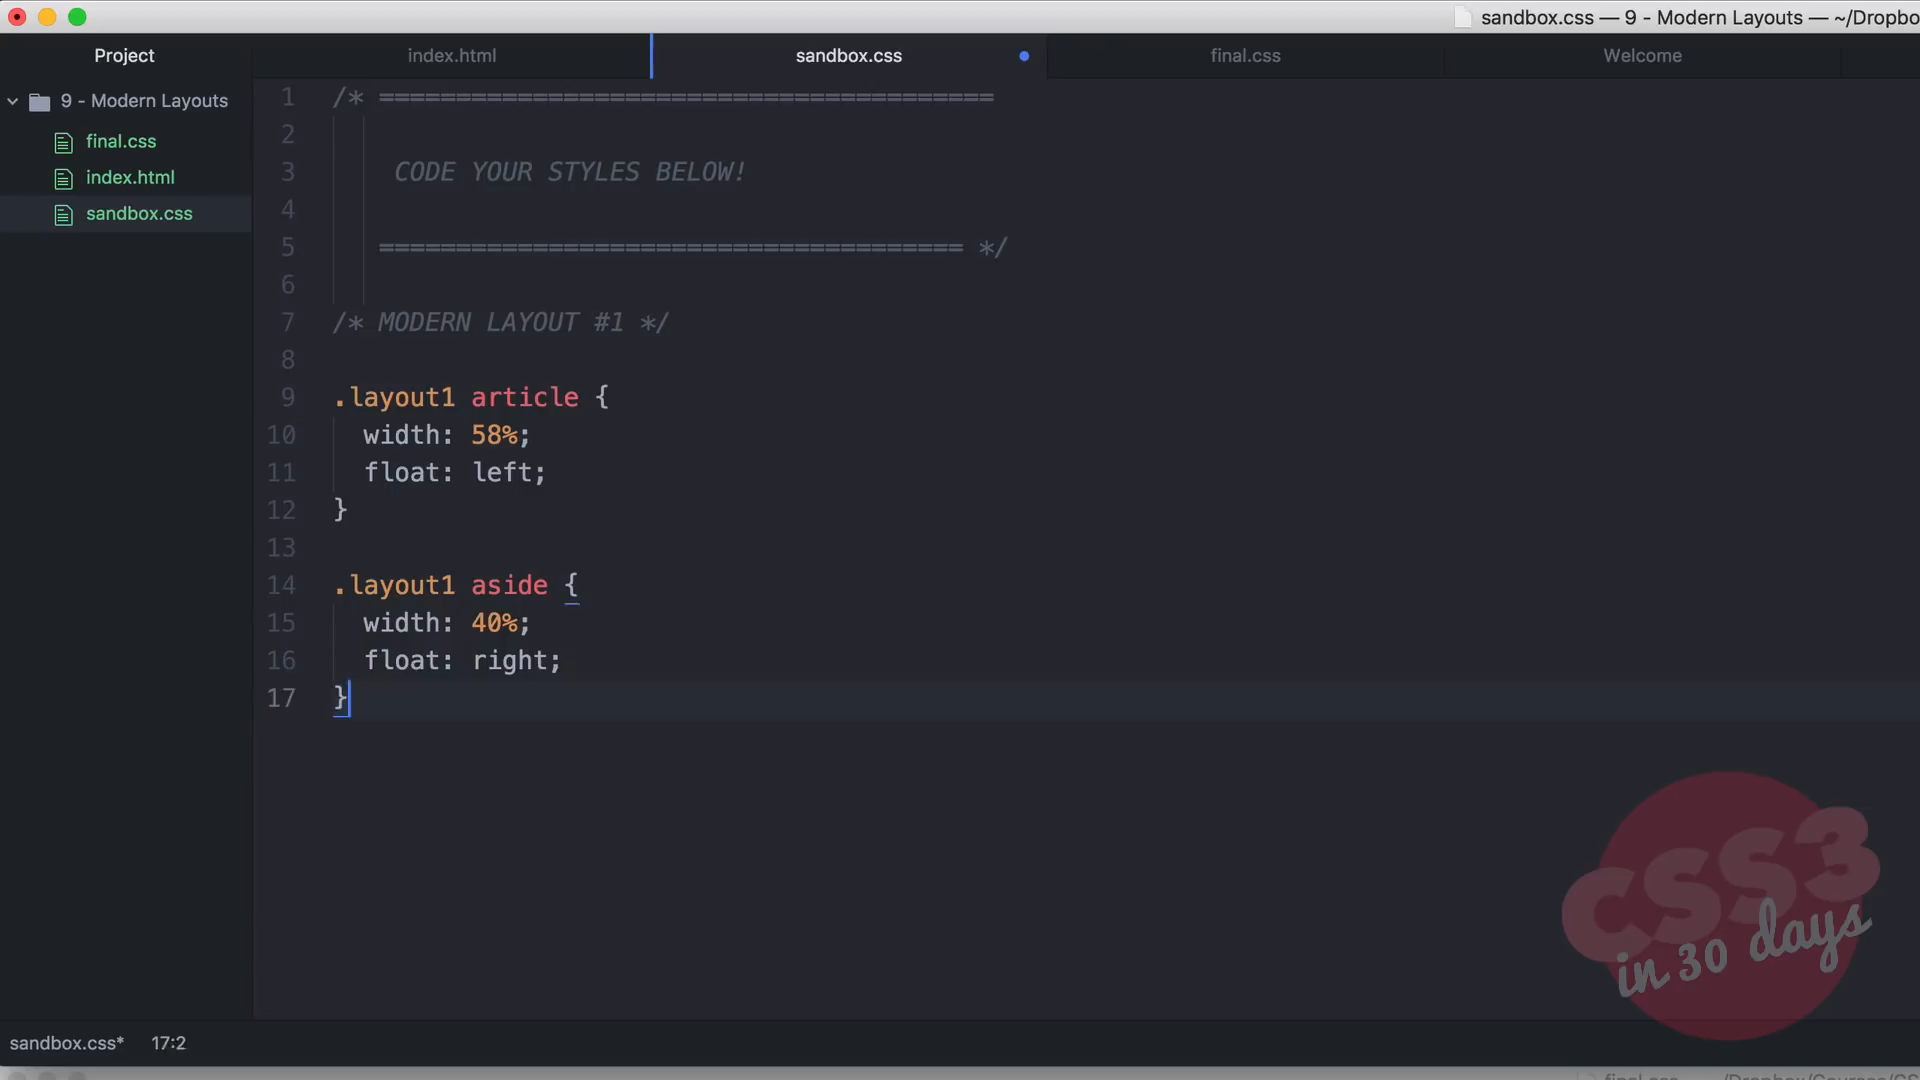 sandbox.css — 9 - Modern Layouts — ~/Dropbo
Project
index.html
sandbox.css
final.css
Welcome
9 - Modern Layouts
final.css
index.html
sandbox.css
1 /* ========================================
2
3 CODE YOUR STYLES BELOW!
4
5 ====================================== */
6
7 /* MODERN LAYOUT #1 */
8
9 .layout1 article {
10 width: 58%;
11 float: left;
12 }
13
14 .layout1 aside {
15 width: 40%;
16 float: right;
17 }
CSS3
in 30 days
sandbox.css* 17:2